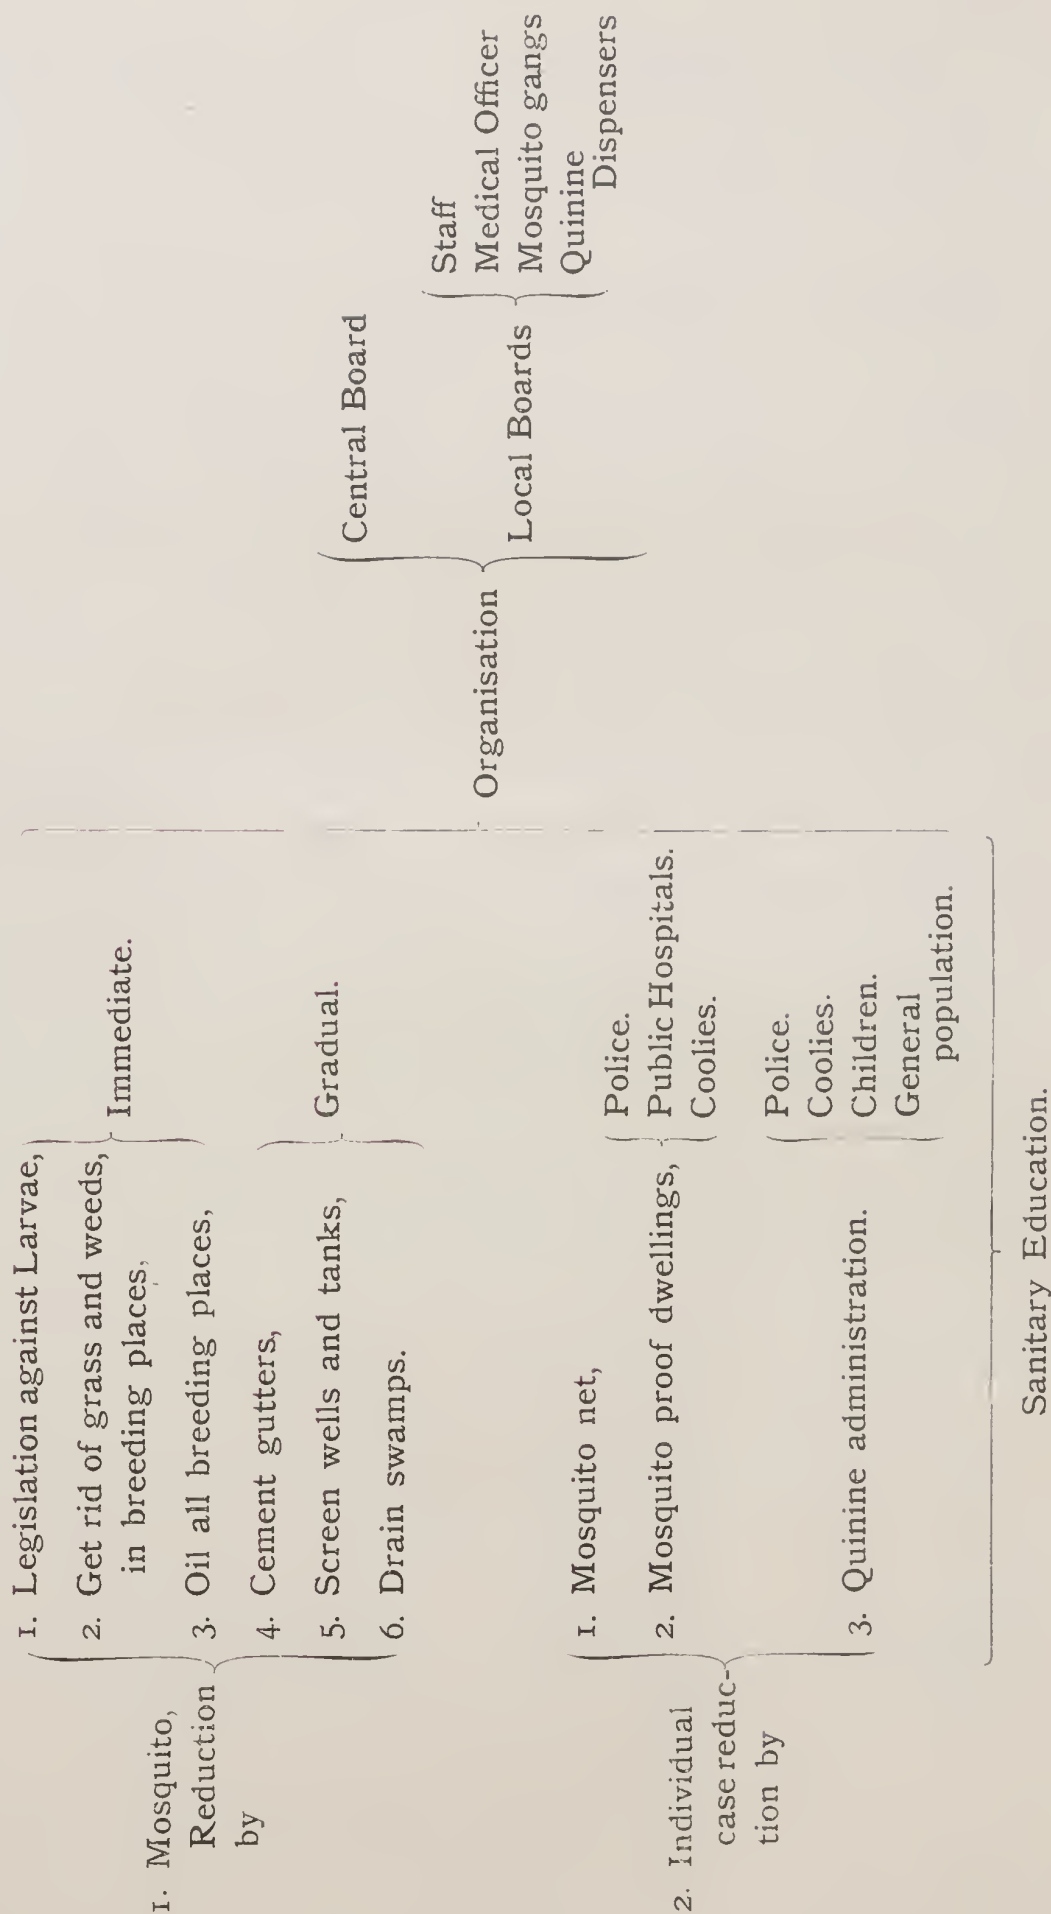 1. Mosquito,
Reduction
by
1. Legislation against Larvae,
2. Get rid of grass and weeds,
in breeding places,
3. Oil all breeding places,
Immediate.
4. Cement gutters,
5. Screen wells and tanks,
6. Drain swamps.
Gradual.
2. Individual
case reduc-
tion by
1. Mosquito net,
2. Mosquito proof dwellings,
Police.
Public Hospitals.
Coolies.
3. Quinine administration.
Police.
Coolies.
Children.
General
population.
Sanitary Education.
Organisation
Central Board
Local Boards
Staff
Medical Officer
Mosquito gangs
Quinine
Dispensers